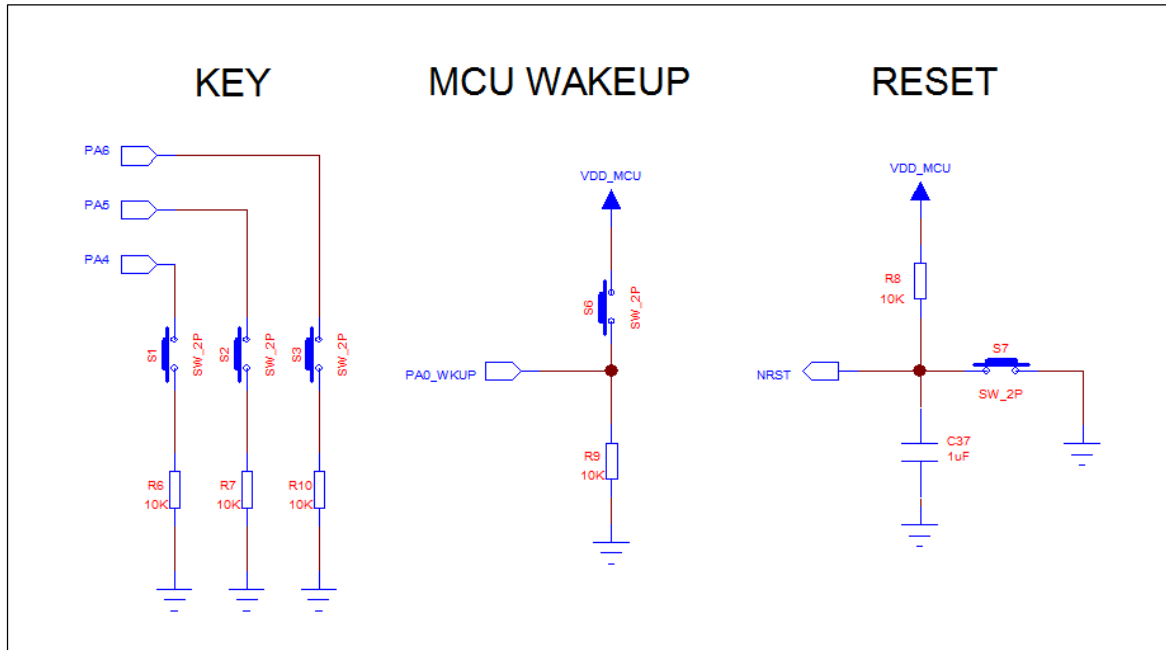 KEY
PA6
PA5
PA4
S1
SW_2P
S2
SW_2P
S3
SW_2P
R6
10K
R7
10K
R10
10K
MCU WAKEUP
VDD_MCU
S6
SW_2P
PA0_WKUP
R9
10K
RESET
VDD_MCU
R8
10K
NRST
S7
SW_2P
C37
1uF